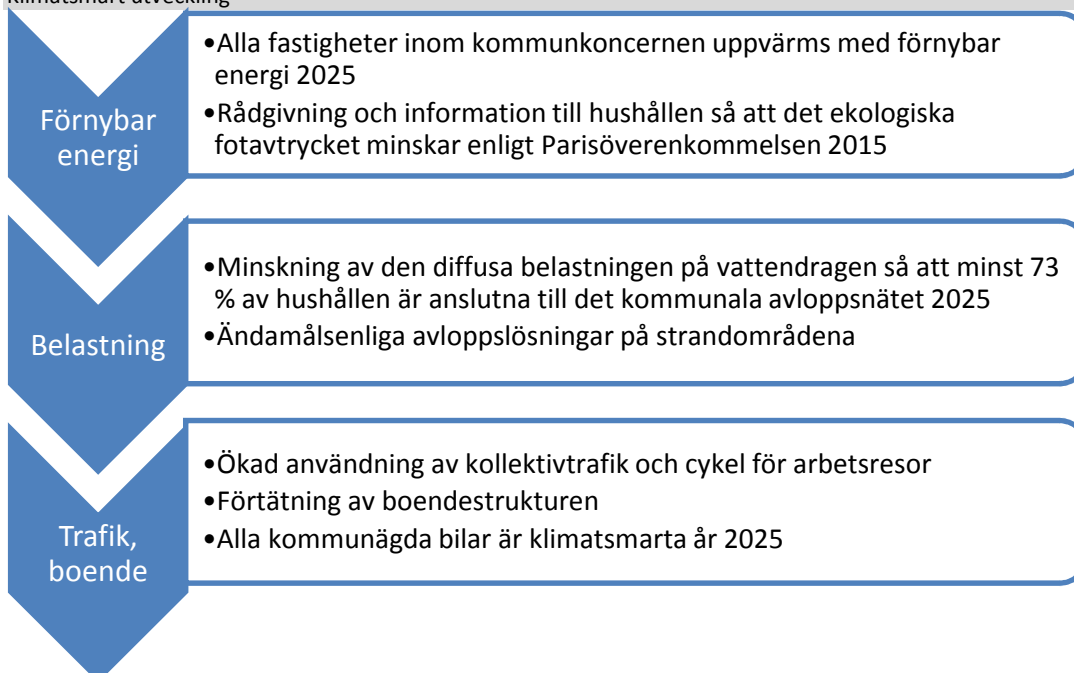 Klimatsmart utveckling
Förnybar
energi
•Alla fastigheter inom kommunkoncernen uppvärms med förnybar
energi 2025
•Rådgivning och information till hushållen så att det ekologiska
fotavtrycket minskar enligt Parisöverenkommelsen 2015
Belastning
•Minskning av den diffusa belastningen på vattendragen så att minst 73
% av hushållen är anslutna till det kommunala avloppsnätet 2025
•Ändamålsenliga avloppslösningar på strandområdena
Trafik,
boende
•Ökad användning av kollektivtrafik och cykel för arbetsresor
•Förtätning av boendestrukturen
•Alla kommunägda bilar är klimatsmarta år 2025